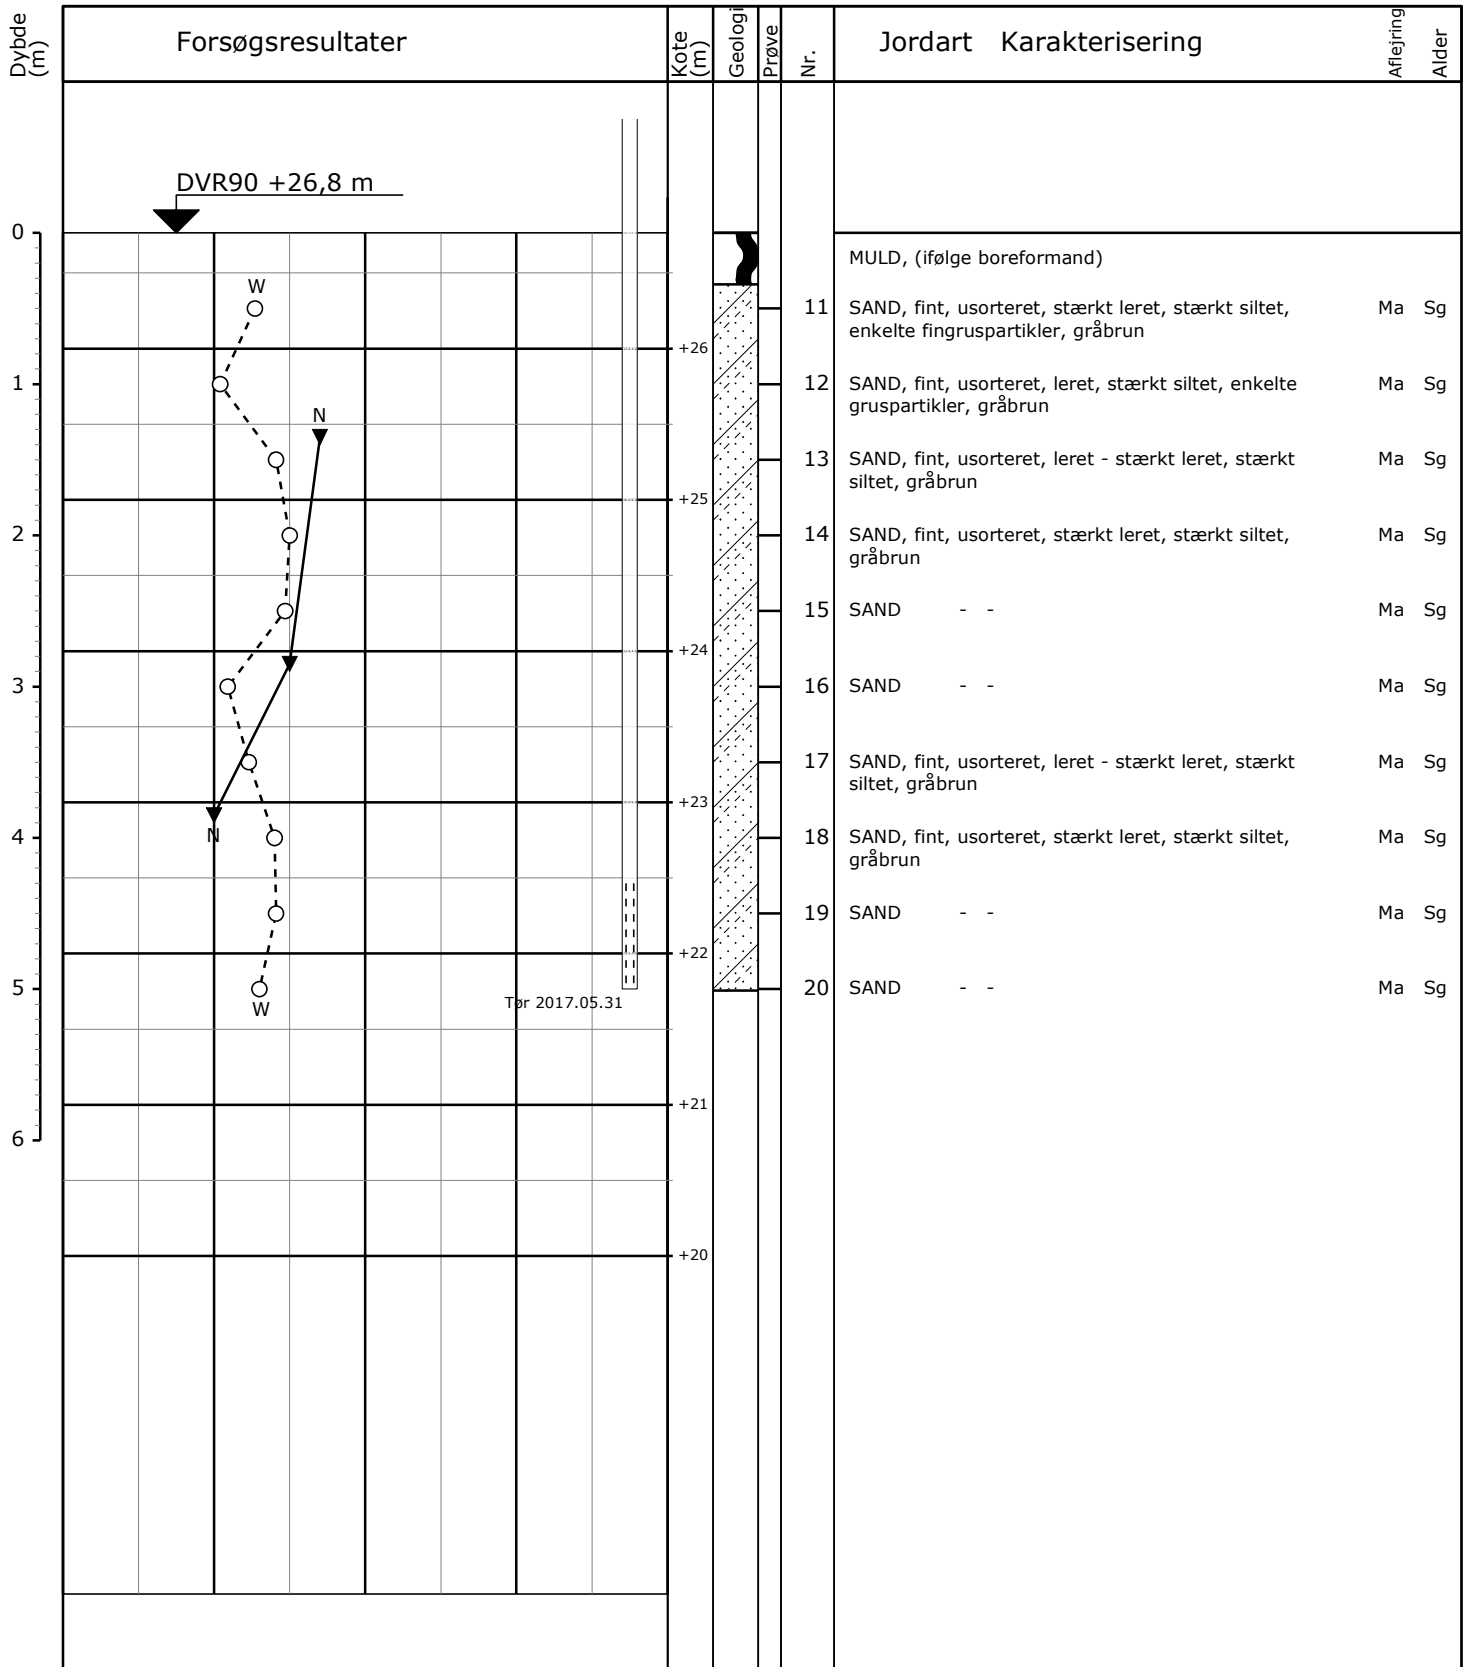 Dybde (m)
Forsøgsresultater
Kote (m)
Geologi
Prøve
Nr.
Jordart Karakterisering
Aflejring
Alder
DVR90 +26,8 m
0
MULD, (ifølge boreformand)
W
11 SAND, fint, usorteret, stærkt leret, stærkt siltet, Ma Sg
enkelte fingruspartikler, gråbrun
+26
1
12 SAND, fint, usorteret, leret, stærkt siltet, enkelte Ma Sg
gruspartikler, gråbrun
N
13 SAND, fint, usorteret, leret - stærkt leret, stærkt Ma Sg
siltet, gråbrun
+25
2
14 SAND, fint, usorteret, stærkt leret, stærkt siltet, Ma Sg
gråbrun
15 SAND - - Ma Sg
+24
3
16 SAND - - Ma Sg
17 SAND, fint, usorteret, leret - stærkt leret, stærkt Ma Sg
siltet, gråbrun
+23
N
4
18 SAND, fint, usorteret, stærkt leret, stærkt siltet, Ma Sg
gråbrun
19 SAND - - Ma Sg
+22
5
20 SAND - - Ma Sg
Tør 2017.05.31
W
+21
6
+20